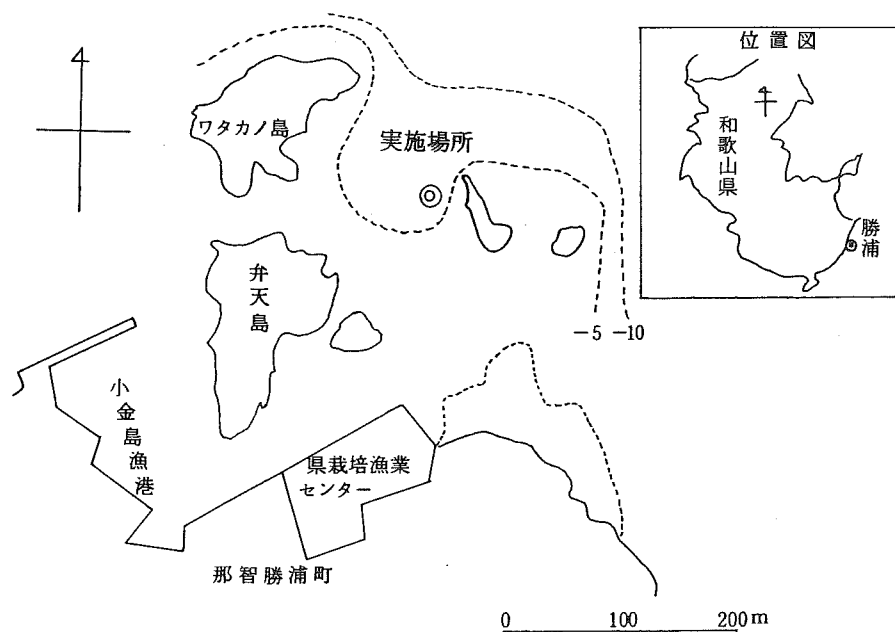 位置図
ワタカノ島
実施場所
和歌山県
勝浦
弁天島
−5 −10
小金島漁港
県栽培漁業
センター
那智勝浦町
0 100 200 m